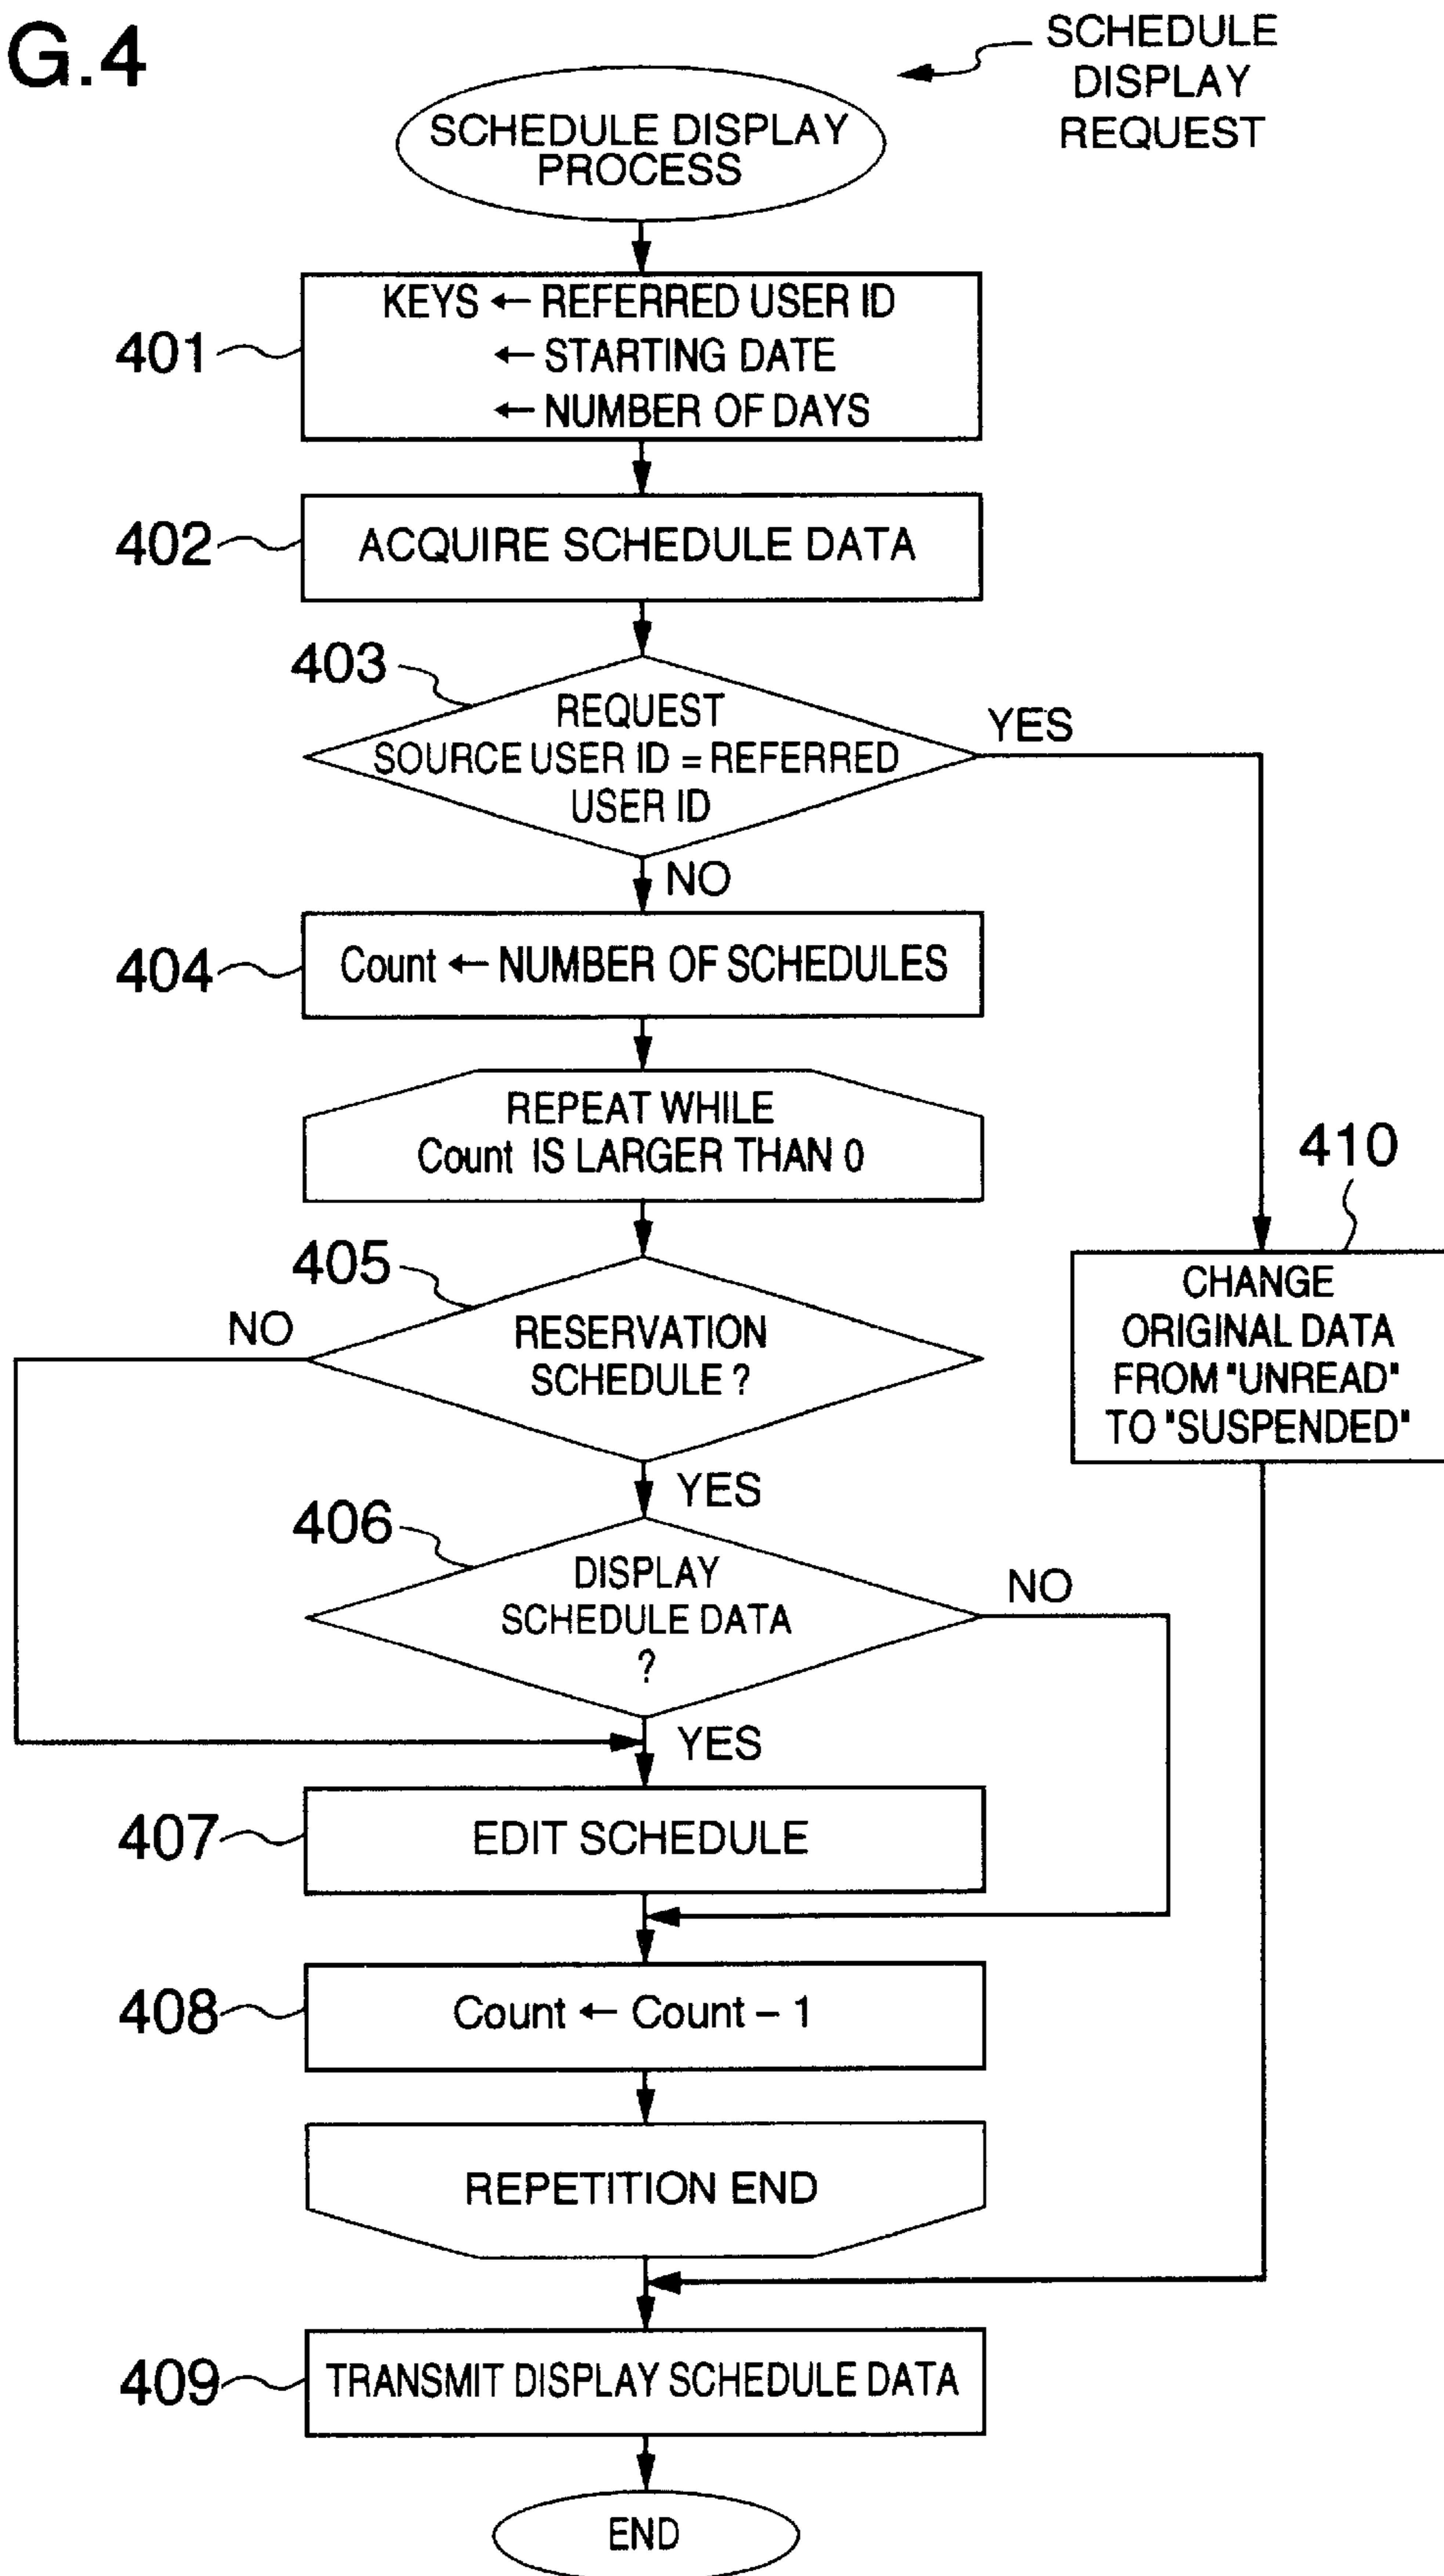 G.4
SCHEDULE
DISPLAY
REQUEST
SCHEDULE DISPLAY
PROCESS
401
KEYS ← REFERRED USER ID
← STARTING DATE
← NUMBER OF DAYS
402
ACQUIRE SCHEDULE DATA
403
REQUEST
SOURCE USER ID = REFERRED
USER ID
YES
NO
404
Count ← NUMBER OF SCHEDULES
REPEAT WHILE
Count IS LARGER THAN 0
410
CHANGE
ORIGINAL DATA
FROM "UNREAD"
TO "SUSPENDED"
405
NO
RESERVATION
SCHEDULE ?
YES
406
DISPLAY
SCHEDULE DATA
?
NO
YES
407
EDIT SCHEDULE
408
Count ← Count – 1
REPETITION END
409
TRANSMIT DISPLAY SCHEDULE DATA
END